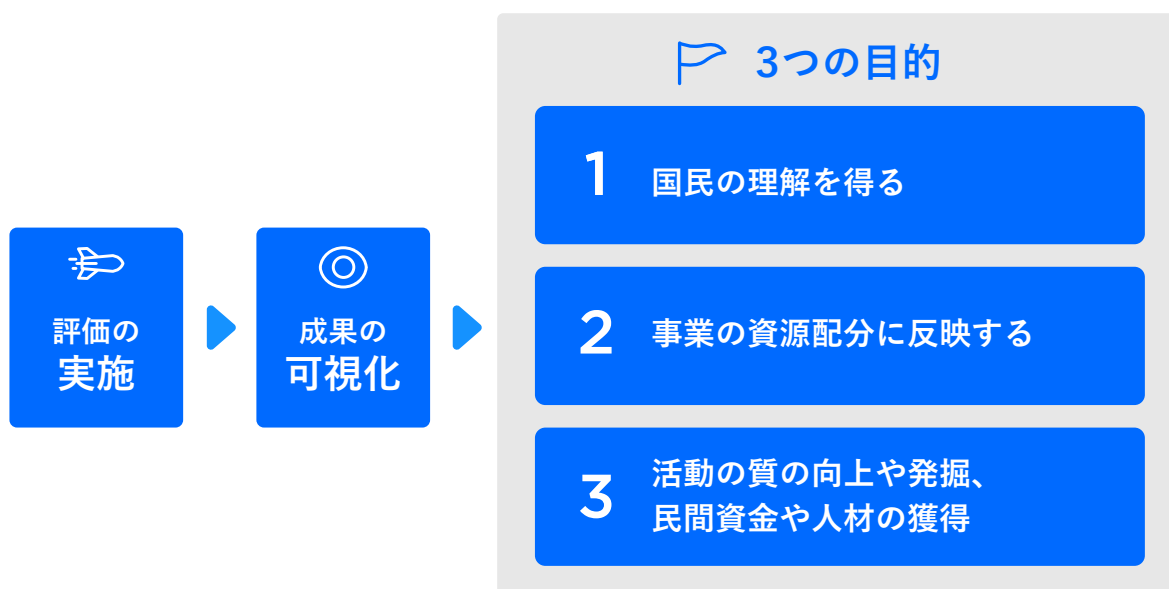 評価の
実施
成果の
可視化
3つの目的
1 国民の理解を得る
2 事業の資源配分に反映する
3 活動の質の向上や発掘、
民間資金や人材の獲得